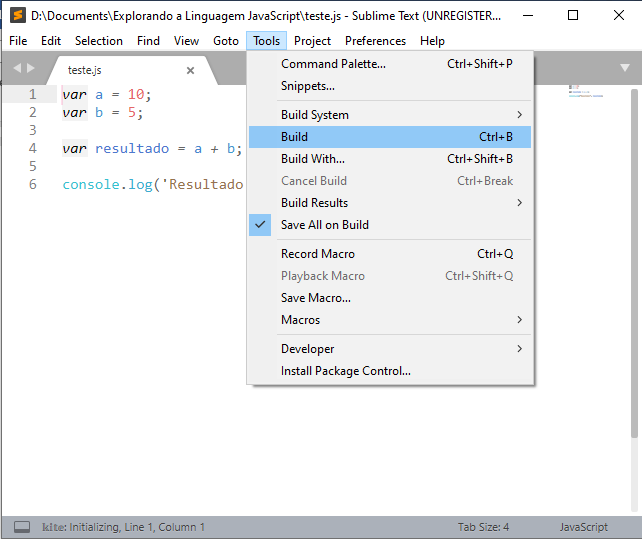 D:\Documents\Explorando a Linguagem JavaScript\teste.js - Sublime Text (UNREGISTER...
File Edit Selection Find View Goto Tools Project Preferences Help
teste.js
1 var a = 10;
2 var b = 5;
3
4 var resultado = a + b;
5
6 console.log('Resultado
Command Palette... Ctrl+Shift+P
Snippets...
Build System
Build Ctrl+B
Build With... Ctrl+Shift+B
Cancel Build Ctrl+Break
Build Results
Save All on Build
Record Macro Ctrl+Q
Playback Macro Ctrl+Shift+Q
Save Macro...
Macros
Developer
Install Package Control...
kite: Initializing, Line 1, Column 1 Tab Size: 4 JavaScript